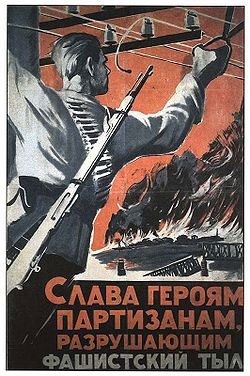 СЛАВА ГЕРОЯМ
ПАРТИЗАНАМ,
РАЗРУШАЮЩИМ
ФАШИСТСКИЙ ТЫЛ